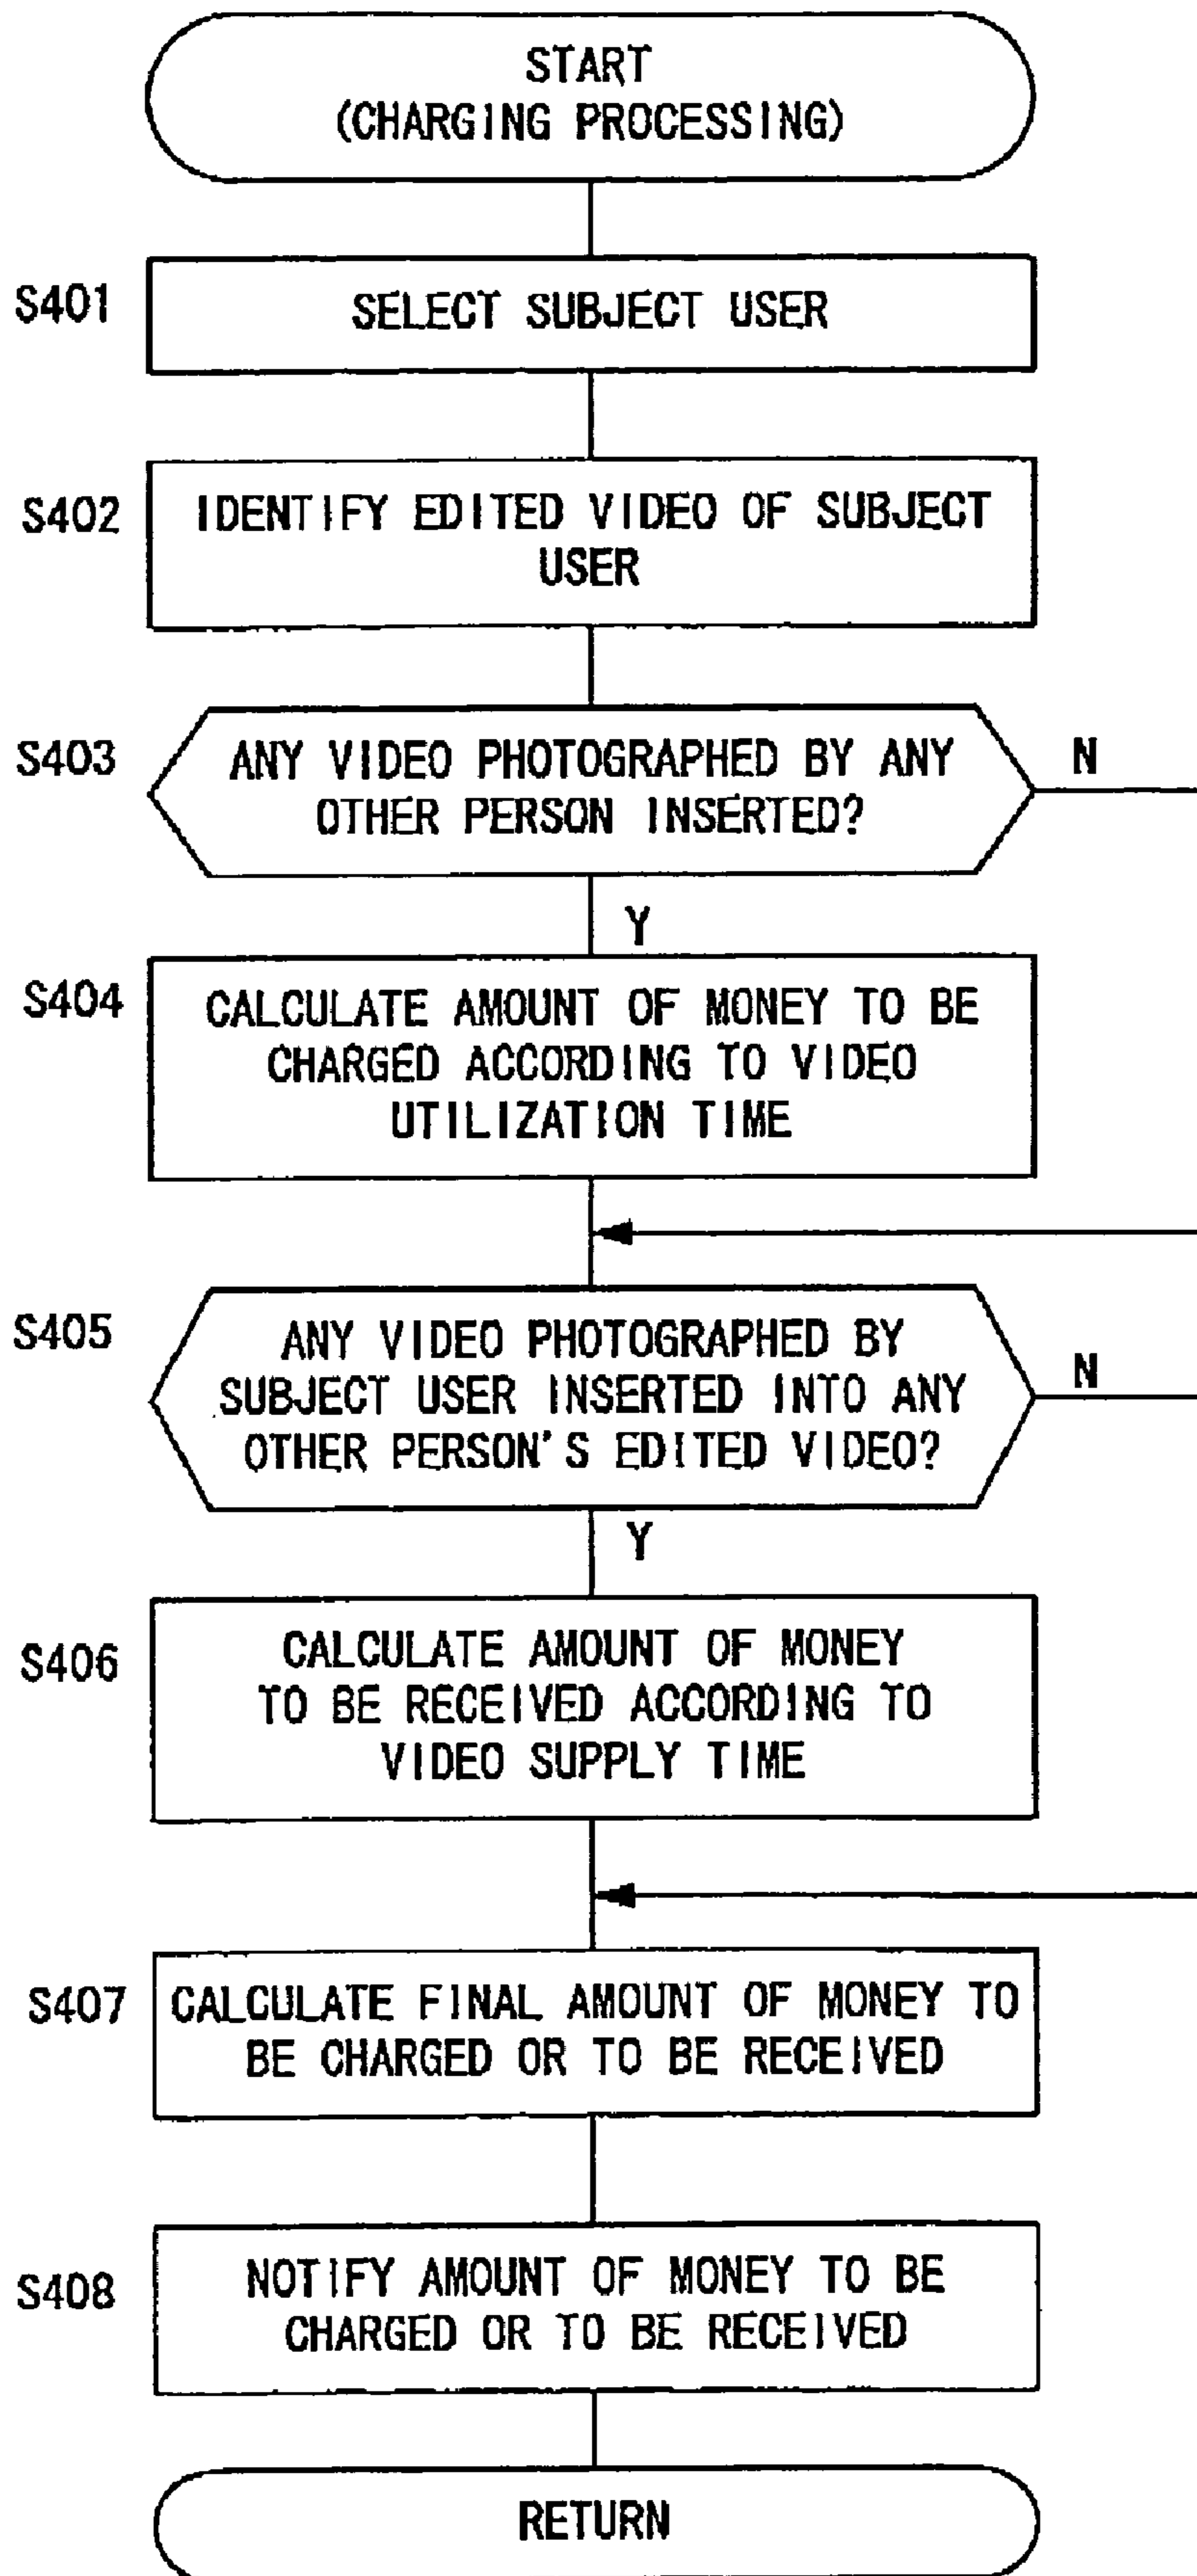 START
(CHARGING PROCESSING)
S401
SELECT SUBJECT USER
S402
IDENTIFY EDITED VIDEO OF SUBJECT
USER
S403
ANY VIDEO PHOTOGRAPHED BY ANY
OTHER PERSON INSERTED?
N
Y
S404
CALCULATE AMOUNT OF MONEY TO BE
CHARGED ACCORDING TO VIDEO
UTILIZATION TIME
S405
ANY VIDEO PHOTOGRAPHED BY
SUBJECT USER INSERTED INTO ANY
OTHER PERSON'S EDITED VIDEO?
N
Y
S406
CALCULATE AMOUNT OF MONEY
TO BE RECEIVED ACCORDING TO
VIDEO SUPPLY TIME
S407
CALCULATE FINAL AMOUNT OF MONEY TO
BE CHARGED OR TO BE RECEIVED
S408
NOTIFY AMOUNT OF MONEY TO BE
CHARGED OR TO BE RECEIVED
RETURN